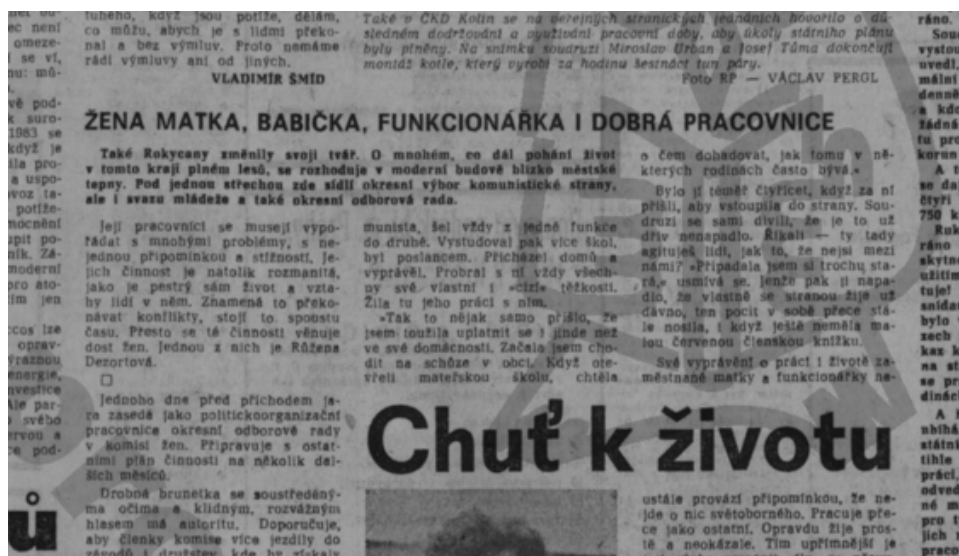 tuhého, když jsou potíže, dělám,
co můžu, abych je s lidmi překo-
nal a bez výmluv. Proto nemáme
rádi výmluvy ani od jiných.
VLADIMÍR ŠMÍD
Také v ČKD Kolín se na veřejných stranických jednáních hovořilo o dů-
sledném dodržování a využívání pracovní doby, aby úkoly státního plánu
byly plněny. Na snímku soudruzi Miroslav Urban a Josef Tůma dokončují
montáž kotle, který vyrobí za hodinu šestnáct tun páry.
Foto RP — VÁCLAV PERGL
ŽENA MATKA, BABIČKA, FUNKCIONÁŘKA I DOBRÁ PRACOVNICE
Také Rokycany změnily svoji tvář. O mnohém, co dál pohání život
v tomto kraji plném lesů, se rozhoduje v moderní budově blízko městské
tepny. Pod jednou střechou zde sídlí okresní výbor komunistické strany,
ale i svazu mládeže a také okresní odborová rada.
Její pracovníci se musejí vypo-
řádat s mnohými problémy, s ne-
jednou připomínkou a stížností. Je-
jich činnost je natolik rozmanitá,
jako je pestrý sám život a vzta-
hy lidí v něm. Znamená to překo-
návat konflikty, stojí to spoustu
času. Přesto se té činnosti věnuje
dost žen. Jednou z nich je Růžena
Dezortová.
Jednoho dne před příchodem ja-
ra zasedá jako politickoorganizační
pracovnice okresní odborové rady
v komisi žen. Připravuje s ostat-
ními plán činnosti na několik dal-
ších měsíců.
Drobná brunetka se soustředěný-
ma očima a klidným, rozvážným
hlasem má autoritu. Doporučuje,
aby členky komise více jezdily do
závodů i družstev, kde by získaly
munista, šel vždy z jedné funkce
do druhé. Vystudoval pak více škol,
byl poslancem. Přicházel domů a
vyprávěl. Probral s ní vždy všech-
ny své vlastní i »cizí« těžkosti.
Žila tu jeho práci s ním.
»Tak to nějak samo přišlo, že
jsem toužila uplatnit se i jinde než
ve své domácnosti. Začala jsem cho-
dit na schůze v obci. Když ote-
vřeli mateřskou školu, chtěla
o čem dohadovat, jak tomu v ně-
kterých rodinách často bývá.«
Bylo jí téměř čtyřicet, když za ní
přišli, aby vstoupila do strany. Sou-
druzi se sami divili, že je to už
dřív nenapadlo. Říkali — ty tady
agituješ lidi, jak to, že nejsi mezi
námi? »Připadala jsem si trochu sta-
rá,« usmívá se. Jenže pak jí napa-
dlo, že vlastně se stranou žije už
dávno, ten pocit v sobě přece stá-
le nosila, i když ještě neměla ma-
lou červenou členskou knížku.
Své vyprávění o práci i životě za-
městnané matky a funkcionářky ne-
Chuť k životu
ustále provází připomínkou, že ne-
jde o nic světoborného. Pracuje pře-
ce jako ostatní. Opravdu žije pros-
tě a neokázale. Tím upřímnější je
ů